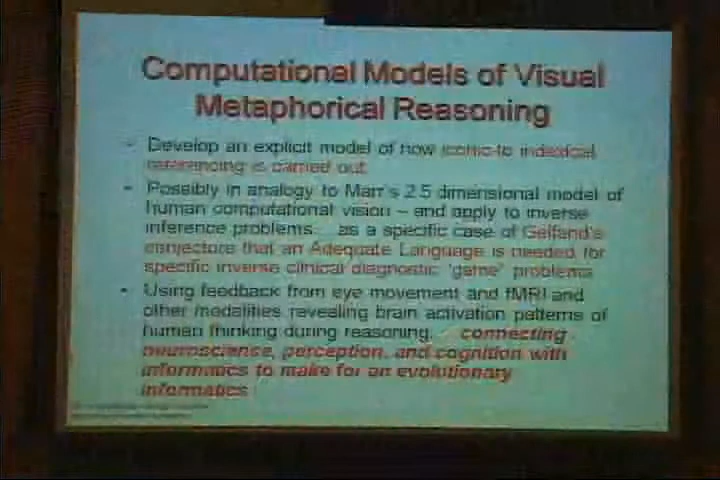 Computational Models of Visual
Metaphorical Reasoning
- Develop an explicit model of how iconic-to indexical
referencing is carried out
• Possibly in analogy to Marr's 2.5 dimensional model of
human computational vision – and apply to inverse
inference problems... as a specific case of Gelfand's
conjecture that an Adequate Language is needed for
specific inverse clinical diagnostic "game" problems
• Using feedback from eye movement and fMRI and
other modalities revealing brain activation patterns of
human thinking during reasoning, connecting
neuroscience, perception, and cognition with
informatics to make for an evolutionary
informatics